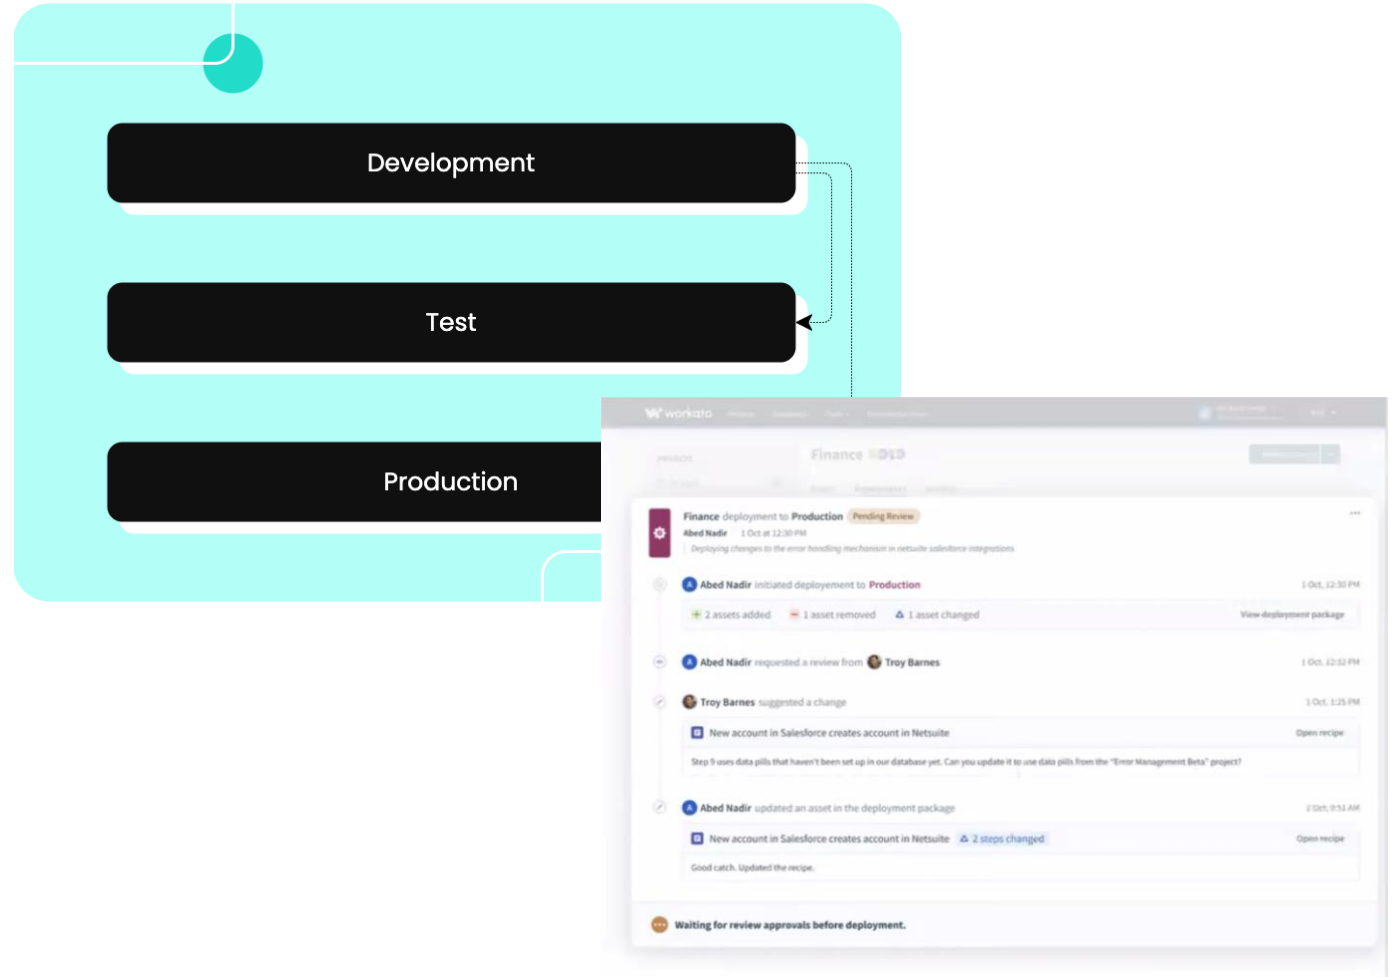 Development
Test
Production
workato
Finance
Finance deployment to Production Pending Review
Abed Nadir 1 Oct at 12:30 PM
Deploying changes to the error handling mechanism in netsuite salesforce integrations
A Abed Nadir initiated deployement to Production 1 Oct, 12:30 PM
2 assets added 1 asset removed 1 asset changed View deployment package
A Abed Nadir requested a review from Troy Barnes 1 Oct, 12:32 PM
Troy Barnes suggested a change 1 Oct, 1:25 PM
New account in Salesforce creates account in Netsuite Open recipe
Step 9 uses data pills that haven't been set up in our database yet. Can you update it to use data pills from the "Error Management Beta" project?
A Abed Nadir updated an asset in the deployment package 2 Oct, 9:51 AM
New account in Salesforce creates account in Netsuite 2 steps changed Open recipe
Good catch. Updated the recipe.
Waiting for review approvals before deployment.